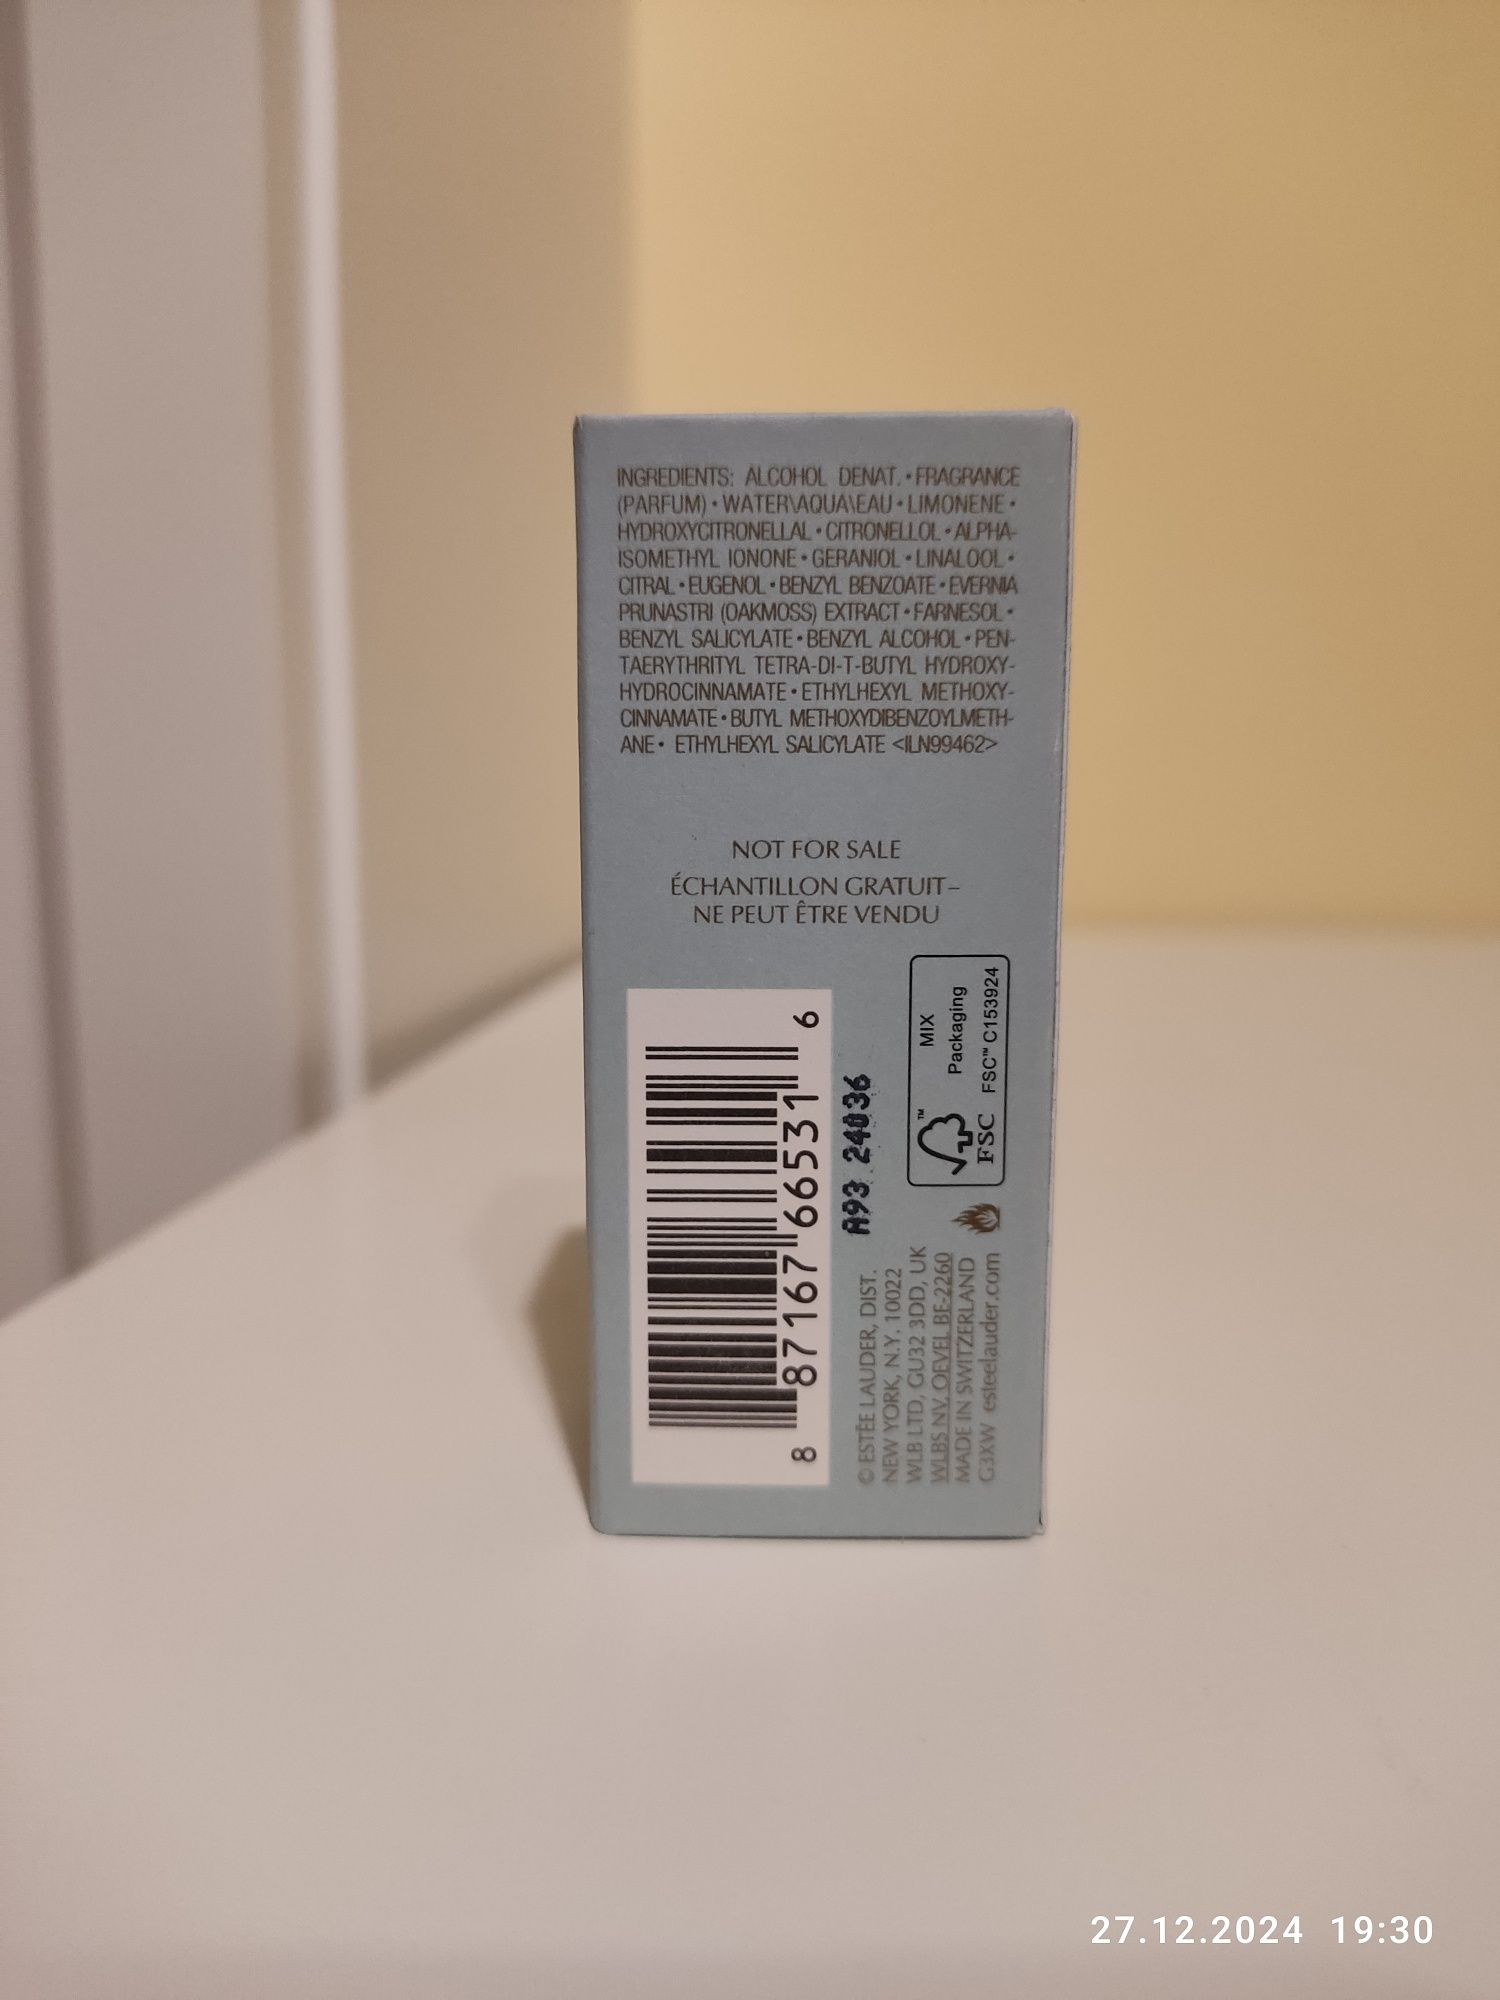 INGREDIENTS: ALCOHOL DENAT. • FRAGRANCE
(PARFUM) • WATER\AQUA\EAU • LIMONENE •
HYDROXYCITRONELLAL • CITRONELLOL • ALPHA-
ISOMETHYL IONONE • GERANIOL • LINALOOL •
CITRAL • EUGENOL • BENZYL BENZOATE • EVERNIA
PRUNASTRI (OAKMOSS) EXTRACT • FARNESOL •
BENZYL SALICYLATE • BENZYL ALCOHOL • PEN-
TAERYTHRITYL TETRA-DI-T-BUTYL HYDROXY-
HYDROCINNAMATE • ETHYLHEXYL METHOXY-
CINNAMATE • BUTYL METHOXYDIBENZOYLMETH-
ANE • ETHYLHEXYL SALICYLATE <ILN99462>
NOT FOR SALE
ÉCHANTILLON GRATUIT–
NE PEUT ÊTRE VENDU
8 87167 66531 6
A93 24036
MIX
Packaging
FSC™ C153924
FSC
© ESTÉE LAUDER, DIST.
NEW YORK, N.Y. 10022
WLB LTD, GU32 3DD, UK
WLBS NV, OEVEL BE-2260
MADE IN SWITZERLAND
G3XW esteelauder.com
27.12.2024 19:30